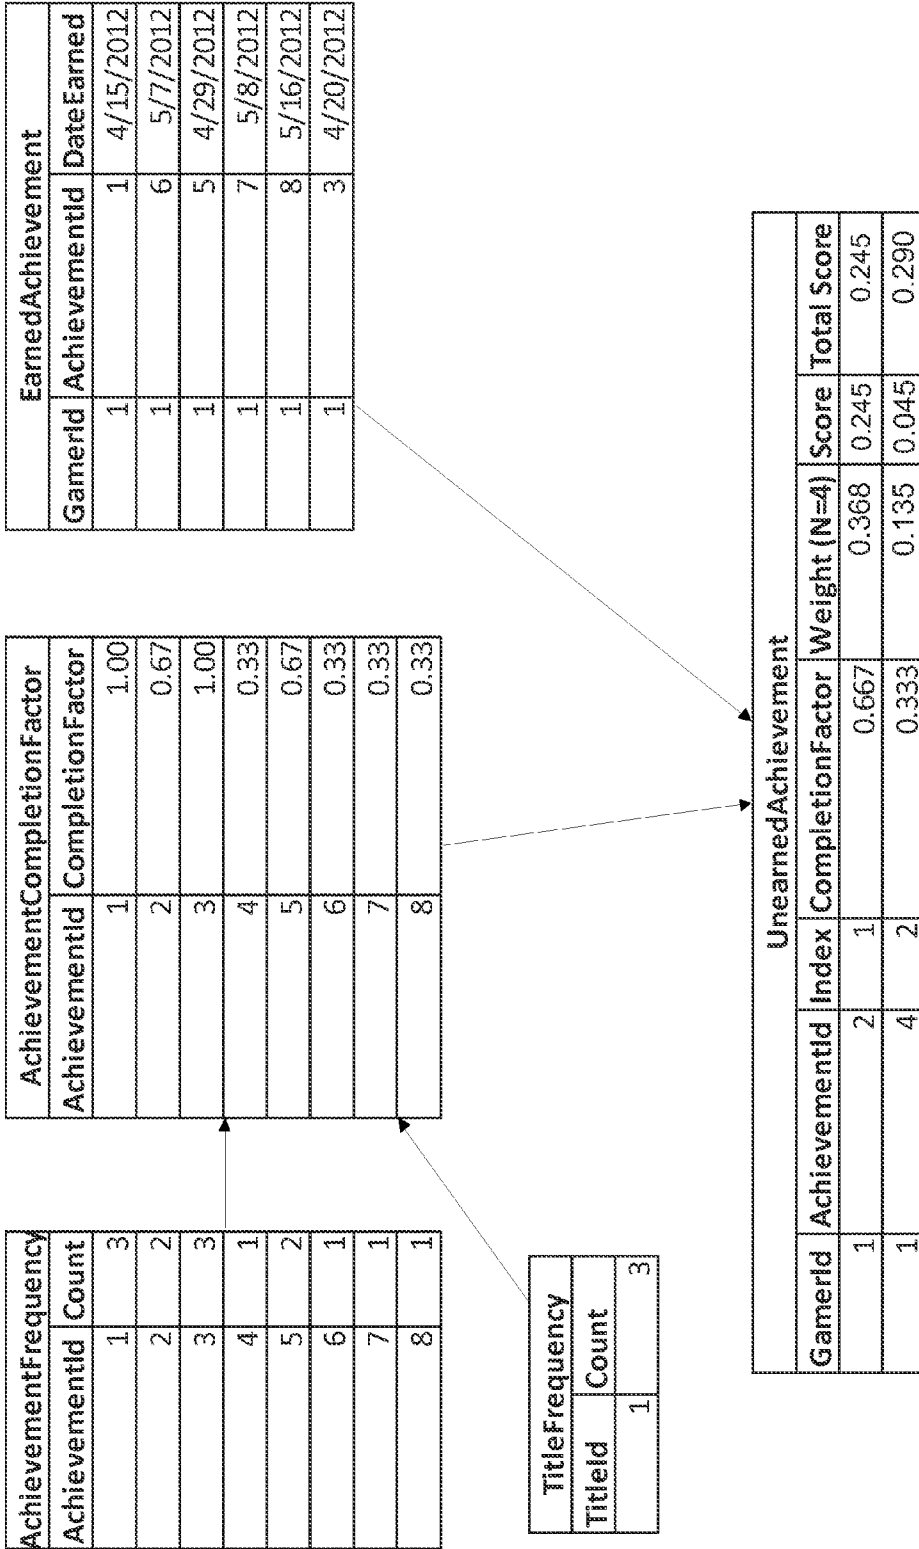 AchievementFrequency
AchievementId Count
1 3
2 2
3 3
4 1
5 2
6 1
7 1
8 1
TitleFrequency
TitleId Count
1 3
AchievementCompletionFactor
AchievementId CompletionFactor
1 1.00
2 0.67
3 1.00
4 0.33
5 0.67
6 0.33
7 0.33
8 0.33
EarnedAchievement
GamerId AchievementId DateEarned
1 1 4/15/2012
1 6 5/7/2012
1 5 4/29/2012
1 7 5/8/2012
1 8 5/16/2012
1 3 4/20/2012
UnearnedAchievement
GamerId AchievementId Index CompletionFactor Weight (N=4) Score Total Score
1 2 1 0.667 0.368 0.245 0.245
1 4 2 0.333 0.135 0.045 0.290